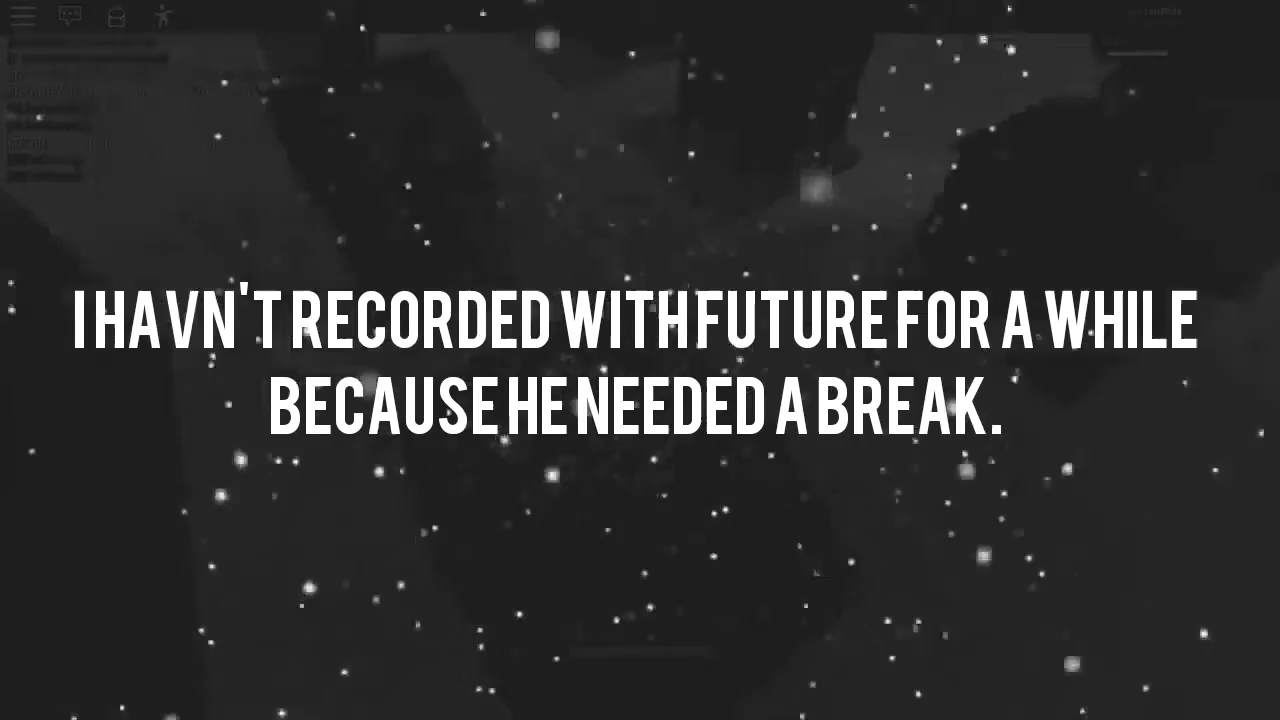 I HAVN'T RECORDED WITH FUTURE FOR A WHILE
BECAUSE HE NEEDED A BREAK.